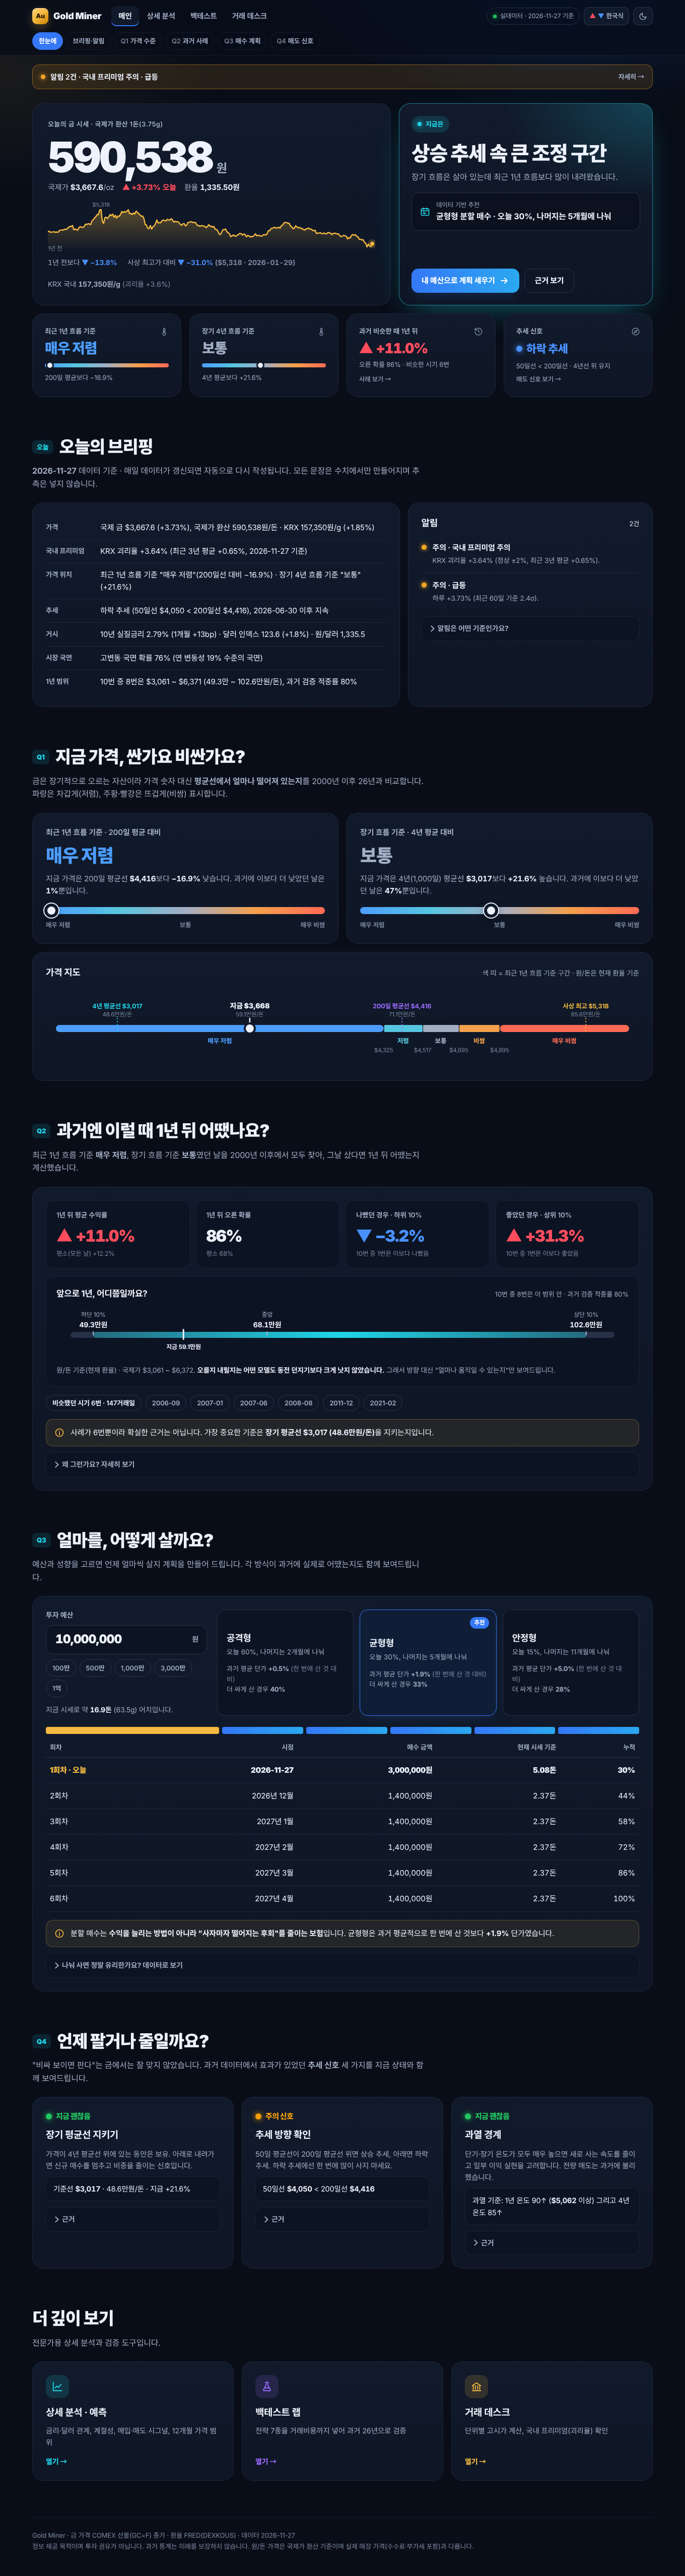 Au Gold Miner 메인 상세 분석 백테스트 거래 데스크 실데이터 · 2026-11-27 기준 ▲ ▼ 한국식
한눈에 브리핑·알림 Q1 가격 수준 Q2 과거 사례 Q3 매수 계획 Q4 매도 신호
알림 2건 · 국내 프리미엄 주의 · 급등 자세히 →
오늘의 금 시세 · 국제가 환산 1돈(3.75g)
590,538 원
국제가 $3,667.6/oz ▲ +3.73% 오늘 환율 1,335.50원
$5,318
1년 전
1년 전보다 ▼ −13.8% 사상 최고가 대비 ▼ −31.0% ($5,318 · 2026-01-29)
KRX 국내 157,350원/g (괴리율 +3.6%)
지금은
상승 추세 속 큰 조정 구간
장기 흐름은 살아 있는데 최근 1년 흐름보다 많이 내려왔습니다.
데이터 기반 추천
균형형 분할 매수 · 오늘 30%, 나머지는 5개월에 나눠
내 예산으로 계획 세우기 →
근거 보기
최근 1년 흐름 기준
매우 저렴
200일 평균보다 −16.9%
장기 4년 흐름 기준
보통
4년 평균보다 +21.6%
과거 비슷한 때 1년 뒤
▲ +11.0%
오른 확률 86% · 비슷한 시기 6번
사례 보기 →
추세 신호
하락 추세
50일선 < 200일선 · 4년선 위 유지
매도 신호 보기 →
오늘 오늘의 브리핑
2026-11-27 데이터 기준 · 매일 데이터가 갱신되면 자동으로 다시 작성됩니다. 모든 문장은 수치에서만 만들어지며 추
측은 넣지 않습니다.
가격 국제 금 $3,667.6 (+3.73%), 국제가 환산 590,538원/돈 · KRX 157,350원/g (+1.85%)
국내 프리미엄 KRX 괴리율 +3.64% (최근 3년 평균 +0.65%, 2026-11-27 기준)
가격 위치 최근 1년 흐름 기준 "매우 저렴"(200일선 대비 −16.9%) · 장기 4년 흐름 기준 "보통"
(+21.6%)
추세 하락 추세 (50일선 $4,050 < 200일선 $4,416), 2026-06-30 이후 지속
거시 10년 실질금리 2.79% (1개월 +13bp) · 달러 인덱스 123.6 (+1.8%) · 원/달러 1,335.5
시장 국면 고변동 국면 확률 76% (연 변동성 19% 수준의 국면)
1년 범위 10번 중 8번은 $3,061 ~ $6,371 (49.3만 ~ 102.6만원/돈), 과거 검증 적중률 80%
알림 2건
주의 · 국내 프리미엄 주의
KRX 괴리율 +3.64% (정상 ±2%, 최근 3년 평균 +0.65%).
주의 · 급등
하루 +3.73% (최근 60일 기준 2.4σ).
알림은 어떤 기준인가요?
Q1 지금 가격, 싼가요 비싼가요?
금은 장기적으로 오르는 자산이라 가격 숫자 대신 평균선에서 얼마나 떨어져 있는지를 2000년 이후 26년과 비교합니다.
파랑은 차갑게(저렴), 주황·빨강은 뜨겁게(비쌈) 표시합니다.
최근 1년 흐름 기준 · 200일 평균 대비
매우 저렴
지금 가격은 200일 평균 $4,416보다 −16.9% 낮습니다. 과거에 이보다 더 낮았던 날은
1%뿐입니다.
매우 저렴 보통 매우 비쌈
장기 흐름 기준 · 4년 평균 대비
보통
지금 가격은 4년(1,000일) 평균 $3,017보다 +21.6% 높습니다. 과거에 이보다 더 낮았
던 날은 47%뿐입니다.
매우 저렴 보통 매우 비쌈
가격 지도 색 띠 = 최근 1년 흐름 기준 구간 · 원/돈은 현재 환율 기준
4년 평균선 $3,017 지금 $3,668 200일 평균선 $4,416 사상 최고 $5,318
48.6만원/돈 59.1만원/돈 71.1만원/돈 85.6만원/돈
매우 저렴 저렴 보통 비쌈 매우 비쌈
$4,325 $4,517 $4,695 $4,895
Q2 과거엔 이럴 때 1년 뒤 어땠나요?
최근 1년 흐름 기준 매우 저렴, 장기 흐름 기준 보통였던 날을 2000년 이후에서 모두 찾아, 그날 샀다면 1년 뒤 어땠는지
계산했습니다.
1년 뒤 평균 수익률
▲ +11.0%
평소(모든 날) +12.2%
1년 뒤 오른 확률
86%
평소 68%
나빴던 경우 · 하위 10%
▼ −3.2%
10번 중 1번은 이보다 나빴음
좋았던 경우 · 상위 10%
▲ +31.3%
10번 중 1번은 이보다 좋았음
앞으로 1년, 어디쯤일까요? 10번 중 8번은 이 범위 안 · 과거 검증 적중률 80%
하단 10% 중앙 상단 10%
49.3만원 68.1만원 102.6만원
지금 59.1만원
원/돈 기준(현재 환율) · 국제가 $3,061 ~ $6,372. 오를지 내릴지는 어떤 모델도 동전 던지기보다 크게 낫지 않았습니다. 그래서 방향 대신 "얼마나 움직일 수 있는지"만 보여드립니다.
비슷했던 시기 6번 · 147거래일 2006-09 2007-01 2007-06 2008-08 2011-12 2021-02
사례가 6번뿐이라 확실한 근거는 아닙니다. 가장 중요한 기준은 장기 평균선 $3,017 (48.6만원/돈)을 지키는지입니다.
왜 그런가요? 자세히 보기
Q3 얼마를, 어떻게 살까요?
예산과 성향을 고르면 언제 얼마씩 살지 계획을 만들어 드립니다. 각 방식이 과거에 실제로 어땠는지도 함께 보여드립니
다.
투자 예산
10,000,000 원
100만 500만 1,000만 3,000만
1억
지금 시세로 약 16.9돈 (63.5g) 어치입니다.
공격형
오늘 60%, 나머지는 2개월에 나눠
과거 평균 단가 +0.5% (한 번에 산 것 대
비)
더 싸게 산 경우 40%
추천
균형형
오늘 30%, 나머지는 5개월에 나눠
과거 평균 단가 +1.9% (한 번에 산 것 대비)
더 싸게 산 경우 33%
안정형
오늘 15%, 나머지는 11개월에 나눠
과거 평균 단가 +5.0% (한 번에 산 것 대
비)
더 싸게 산 경우 28%
회차 시점 매수 금액 현재 시세 기준 누적
1회차 · 오늘 2026-11-27 3,000,000원 5.08돈 30%
2회차 2026년 12월 1,400,000원 2.37돈 44%
3회차 2027년 1월 1,400,000원 2.37돈 58%
4회차 2027년 2월 1,400,000원 2.37돈 72%
5회차 2027년 3월 1,400,000원 2.37돈 86%
6회차 2027년 4월 1,400,000원 2.37돈 100%
분할 매수는 수익을 늘리는 방법이 아니라 "사자마자 떨어지는 후회"를 줄이는 보험입니다. 균형형은 과거 평균적으로 한 번에 산 것보다 +1.9% 단가였습니다.
나눠 사면 정말 유리한가요? 데이터로 보기
Q4 언제 팔거나 줄일까요?
"비싸 보이면 판다"는 금에서는 잘 맞지 않았습니다. 과거 데이터에서 효과가 있었던 추세 신호 세 가지를 지금 상태와 함
께 보여드립니다.
지금 괜찮음
장기 평균선 지키기
가격이 4년 평균선 위에 있는 동안은 보유. 아래로 내려가
면 신규 매수를 멈추고 비중을 줄이는 신호입니다.
기준선 $3,017 · 48.6만원/돈 · 지금 +21.6%
근거
주의 신호
추세 방향 확인
50일 평균선이 200일 평균선 위면 상승 추세, 아래면 하락
추세. 하락 추세에선 한 번에 많이 사지 마세요.
50일선 $4,050 < 200일선 $4,416
근거
지금 괜찮음
과열 경계
단기·장기 온도가 모두 매우 높으면 새로 사는 속도를 줄이
고 일부 이익 실현을 고려합니다. 전량 매도는 과거에 불리
했습니다.
과열 기준: 1년 온도 90↑ ($5,062 이상) 그리고 4년
온도 85↑
근거
더 깊이 보기
전문가용 상세 분석과 검증 도구입니다.
상세 분석 · 예측
금리·달러 관계, 계절성, 매입·매도 시그널, 12개월 가격 범
위
열기 →
백테스트 랩
전략 7종을 거래비용까지 넣어 과거 26년으로 검증
열기 →
거래 데스크
단위별 고시가 계산, 국내 프리미엄(괴리율) 확인
열기 →
Gold Miner · 금 가격 COMEX 선물(GC=F) 종가 · 환율 FRED(DEXKOUS) · 데이터 2026-11-27
정보 제공 목적이며 투자 권유가 아닙니다. 과거 통계는 미래를 보장하지 않습니다. 원/돈 가격은 국제가 환산 기준이며 실제 매장 가격(수수료·부가세 포함)과 다릅니다.